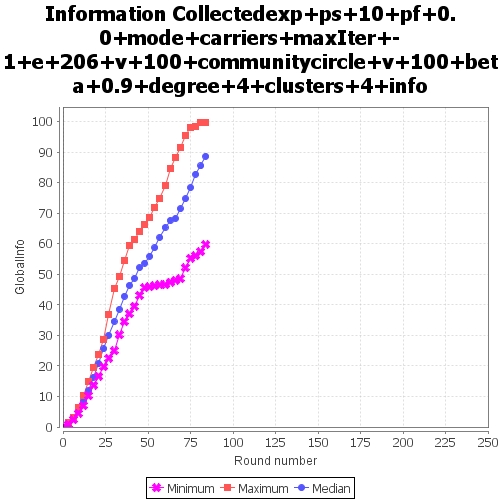 Information Collectedexp+ps+10+pf+0.
0+mode+carriers+maxIter+-
1+e+206+v+100+communitycircle+v+100+bet
a+0.9+degree+4+clusters+4+info
100
90
80
70
60
50
40
30
20
10
0
GlobalInfo
0 25 50 75 100 125 150 175 200 225 250
Round number
Minimum Maximum Median